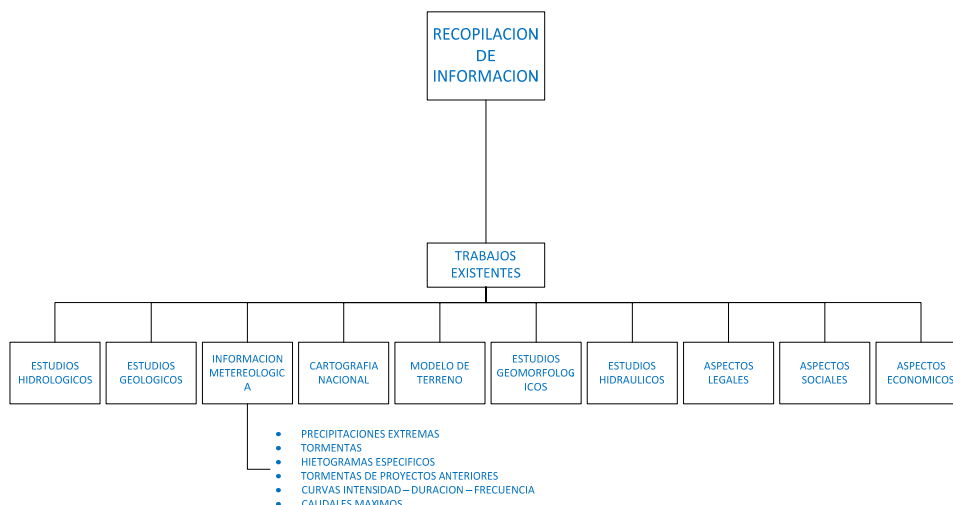 RECOPILACION
DE
INFORMACION
TRABAJOS
EXISTENTES
ESTUDIOS
HIDROLOGICOS
ESTUDIOS
GEOLOGICOS
INFORMACION
METEREOLOGIC
A
CARTOGRAFIA
NACIONAL
MODELO DE
TERRENO
ESTUDIOS
GEOMORFOLOG
ICOS
ESTUDIOS
HIDRAULICOS
ASPECTOS
LEGALES
ASPECTOS
SOCIALES
ASPECTOS
ECONOMICOS
• PRECIPITACIONES EXTREMAS
• TORMENTAS
• HIETOGRAMAS ESPECIFICOS
• TORMENTAS DE PROYECTOS ANTERIORES
• CURVAS INTENSIDAD – DURACION – FRECUENCIA
• CAUDALES MAXIMOS